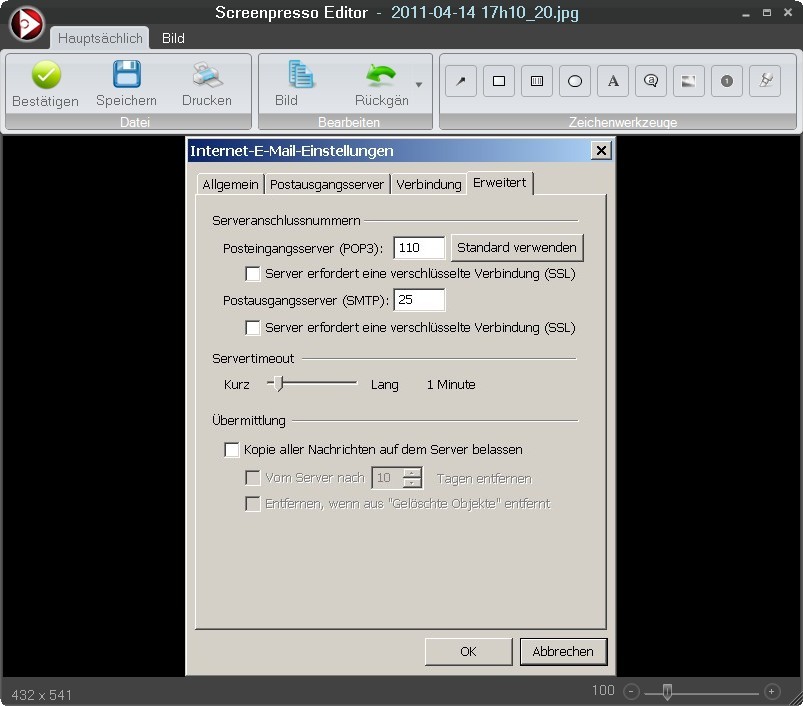 Screenpresso Editor - 2011-04-14 17h10_20.jpg
Hauptsächlich Bild
Bestätigen Speichern Drucken Bild Rückgän
A 1
Datei Bearbeiten Zeichenwerkzeuge
Internet-E-Mail-Einstellungen
Allgemein Postausgangsserver Verbindung Erweitert
Serveranschlussnummern
Posteingangsserver (POP3): 110 Standard verwenden
Server erfordert eine verschlüsselte Verbindung (SSL)
Postausgangsserver (SMTP): 25
Server erfordert eine verschlüsselte Verbindung (SSL)
Servertimeout
Kurz Lang 1 Minute
Übermittlung
Kopie aller Nachrichten auf dem Server belassen
Vom Server nach 10 Tagen entfernen
Entfernen, wenn aus "Gelöschte Objekte" entfernt
OK Abbrechen
432 x 541 100